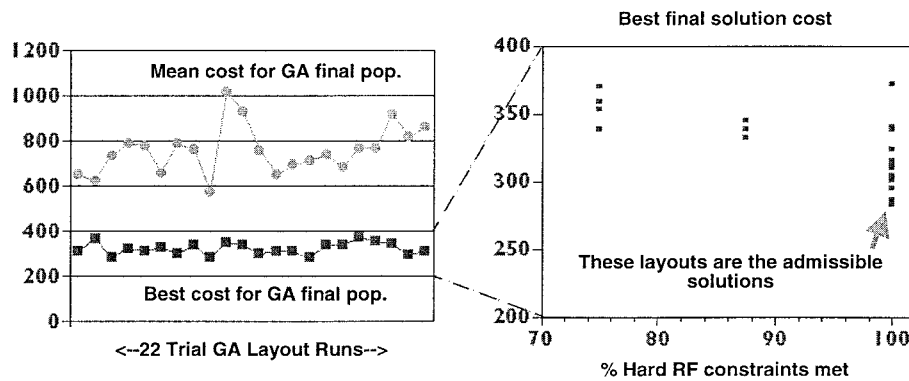 Best final solution cost
1200
1000
800
600
400
200
0
Mean cost for GA final pop.
Best cost for GA final pop.
<--22 Trial GA Layout Runs-->
400
350
300
250
200
These layouts are the admissible
solutions
70 80 90 100
% Hard RF constraints met